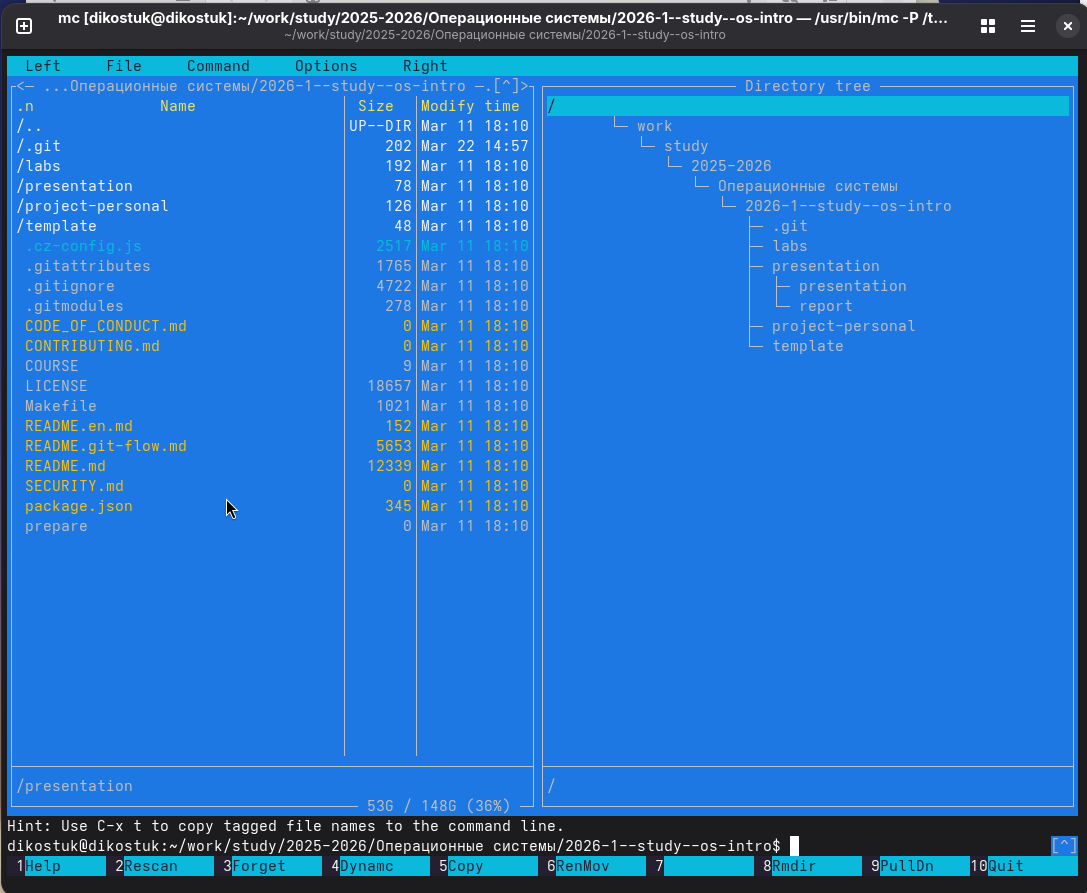 mc [dikostuk@dikostuk]:~/work/study/2025-2026/Операционные системы/2026-1--study--os-intro — /usr/bin/mc -P /t…
~/work/study/2025-2026/Операционные системы/2026-1--study--os-intro
Left File Command Options Right
<— ...Операционные системы/2026-1--study--os-intro —.[^]> Directory tree
.n Name Size Modify time /
/.. UP--DIR Mar 11 18:10 └─ work
/.git 202 Mar 22 14:57 └─ study
/labs 192 Mar 11 18:10 └─ 2025-2026
/presentation 78 Mar 11 18:10 └─ Операционные системы
/project-personal 126 Mar 11 18:10 └─ 2026-1--study--os-intro
/template 48 Mar 11 18:10 ├─ .git
.cz-config.js 2517 Mar 11 18:10 ├─ labs
.gitattributes 1765 Mar 11 18:10 ├─ presentation
.gitignore 4722 Mar 11 18:10 ├─ presentation
.gitmodules 278 Mar 11 18:10 └─ report
CODE_OF_CONDUCT.md 0 Mar 11 18:10 ├─ project-personal
CONTRIBUTING.md 0 Mar 11 18:10 └─ template
COURSE 9 Mar 11 18:10
LICENSE 18657 Mar 11 18:10
Makefile 1021 Mar 11 18:10
README.en.md 152 Mar 11 18:10
README.git-flow.md 5653 Mar 11 18:10
README.md 12339 Mar 11 18:10
SECURITY.md 0 Mar 11 18:10
package.json 345 Mar 11 18:10
prepare 0 Mar 11 18:10
/presentation /
53G / 148G (36%)
Hint: Use C-x t to copy tagged file names to the command line.
dikostuk@dikostuk:~/work/study/2025-2026/Операционные системы/2026-1--study--os-intro$ [^]
1Help 2Rescan 3Forget 4Dynamc 5Copy 6RenMov 7 8Rmdir 9PullDn 10Quit